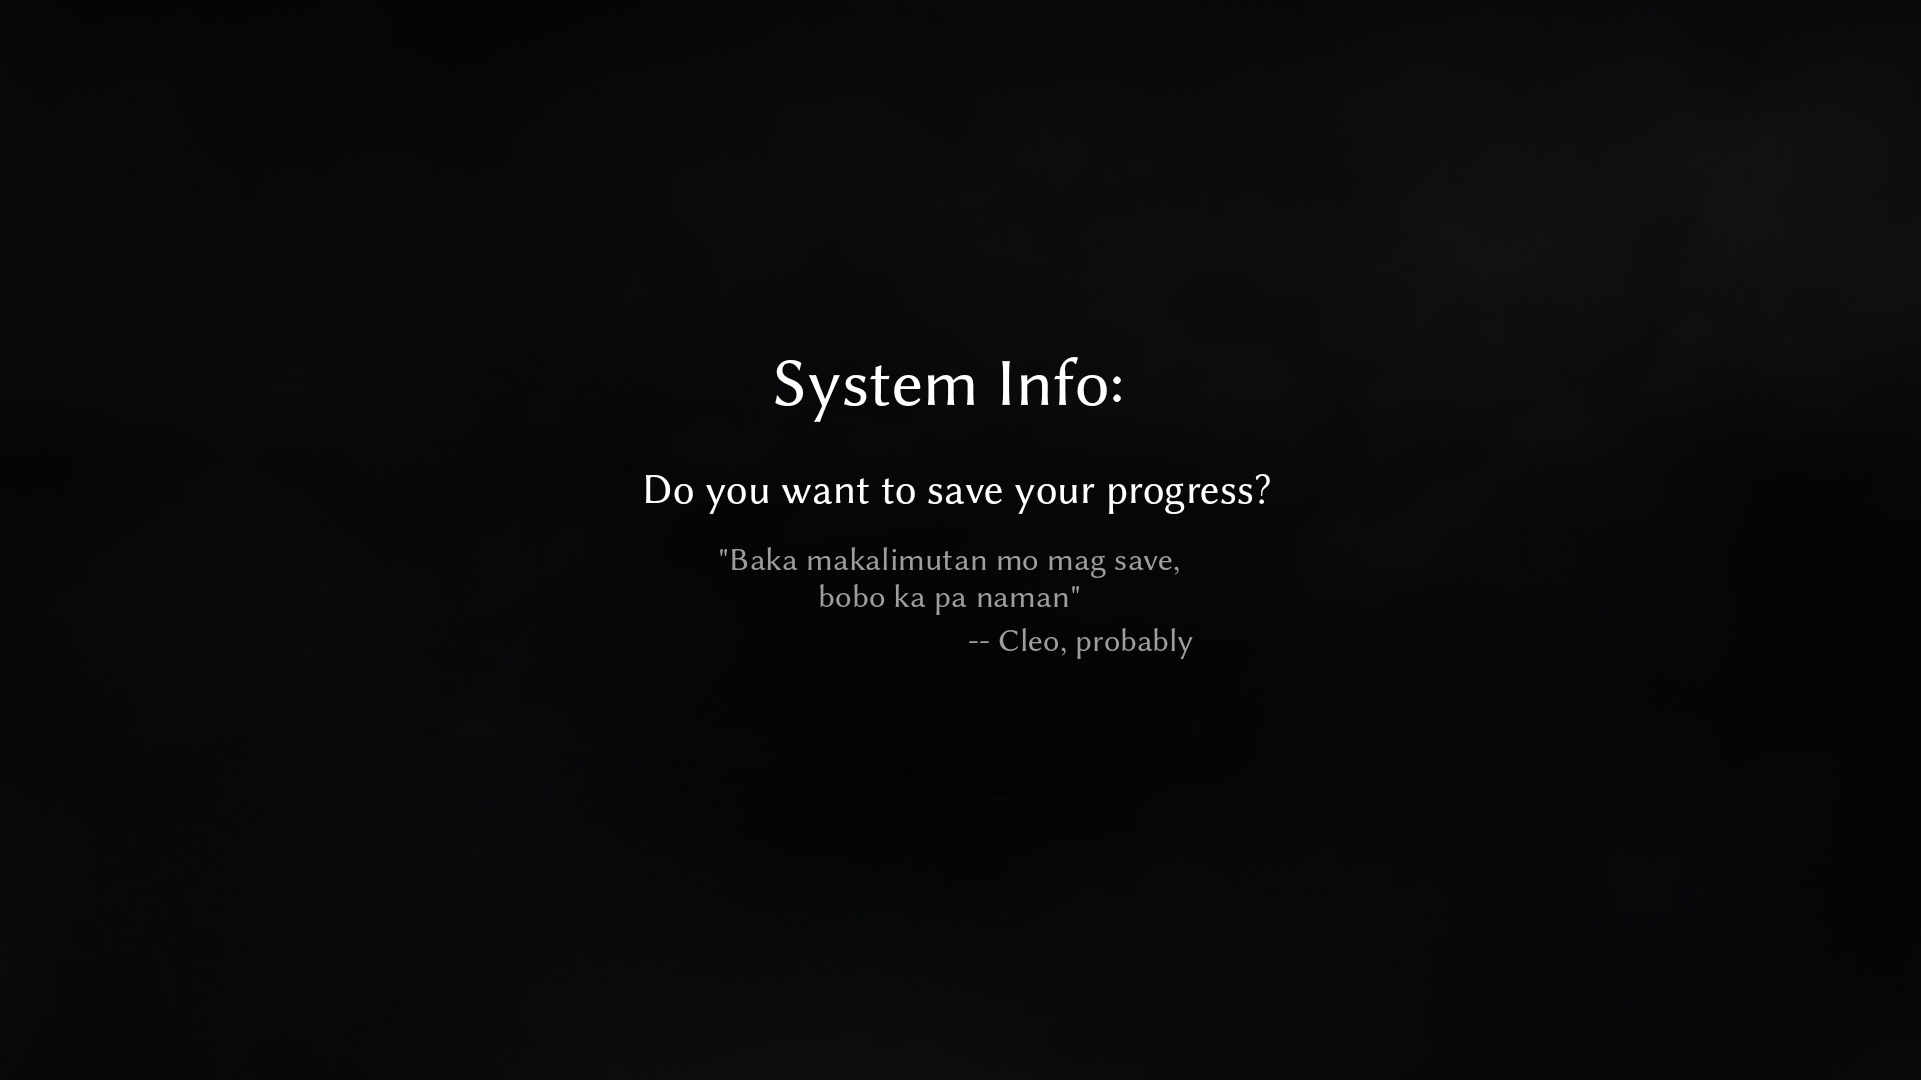 System Info:
Do you want to save your progress?
"Baka makalimutan mo mag save,
bobo ka pa naman"
-- Cleo, probably